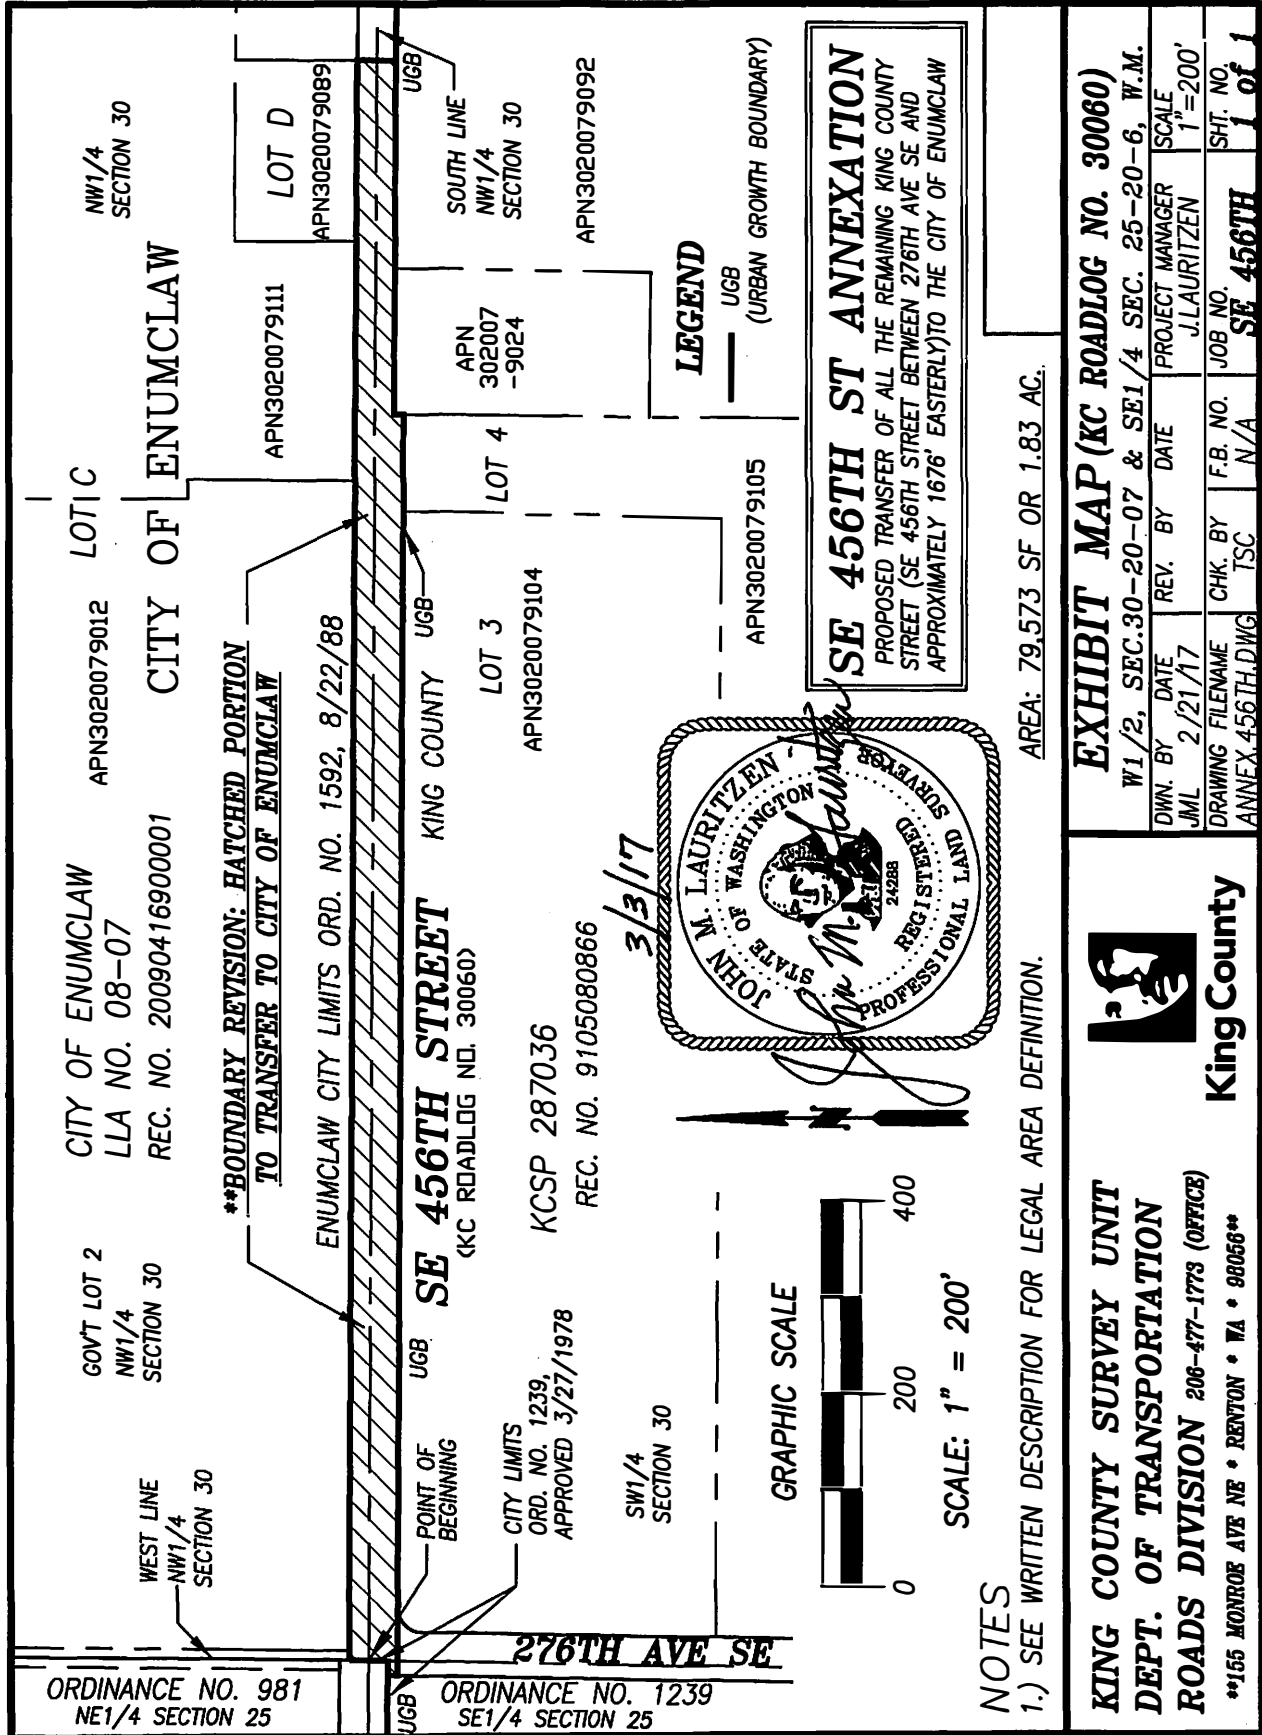 WEST LINE
NW1/4
SECTION 30
GOV'T LOT 2
NW1/4
SECTION 30
CITY OF ENUMCLAW
LLA NO. 08-07
REC. NO. 20090416900001
APN3020079012
LOT C
CITY OF ENUMCLAW
NW1/4
SECTION 30
**BOUNDARY REVISION: HATCHED PORTION
TO TRANSFER TO CITY OF ENUMCLAW
APN3020079111
LOT D
APN3020079089
ENUMCLAW CITY LIMITS ORD. NO. 1592, 8/22/88
ORDINANCE NO. 981
NE1/4 SECTION 25
UGB
ORDINANCE NO. 1239
SE1/4 SECTION 25
276TH AVE SE
POINT OF
BEGINNING
CITY LIMITS
ORD. NO. 1239,
APPROVED 3/27/1978
SW1/4
SECTION 30
UGB
SE 456TH STREET
(KC ROADLOG NO. 30060)
KING COUNTY
UGB
KCSP 287036
REC. NO. 9105080866
LOT 3
APN3020079104
LOT 4
APN
302007
-9024
UGB
SOUTH LINE
NW1/4
SECTION 30
APN3020079092
APN3020079105
LEGEND
UGB
(URBAN GROWTH BOUNDARY)
GRAPHIC SCALE
0
200
400
SCALE: 1" = 200'
3/3/17
JOHN M. LAURITZEN
STATE OF WASHINGTON
24288
REGISTERED
PROFESSIONAL LAND SURVEYOR
John M. Lauritzen
SE 456TH ST ANNEXATION
PROPOSED TRANSFER OF ALL THE REMAINING KING COUNTY
STREET (SE 456TH STREET BETWEEN 276TH AVE SE AND
APPROXIMATELY 1676' EASTERLY)TO THE CITY OF ENUMCLAW
NOTES
1.) SEE WRITTEN DESCRIPTION FOR LEGAL AREA DEFINITION.
AREA: 79,573 SF OR 1.83 AC.
KING COUNTY SURVEY UNIT
DEPT. OF TRANSPORTATION
ROADS DIVISION 206-477-1773 (OFFICE)
**155 MONROE AVE NE * RENTON * WA * 98056**
King County
EXHIBIT MAP (KC ROADLOG NO. 30060)
W1/2, SEC.30-20-07 & SE1/4 SEC. 25-20-6, W.M.
DWN. BY DATE REV. BY DATE PROJECT MANAGER SCALE
JML 2/21/17 J.LAURITZEN 1"=200'
DRAWING FILENAME CHK. BY F.B. NO. JOB NO. SHT. NO.
ANNEX.456TH.DWG TSC N/A SE 456TH 1 of 1